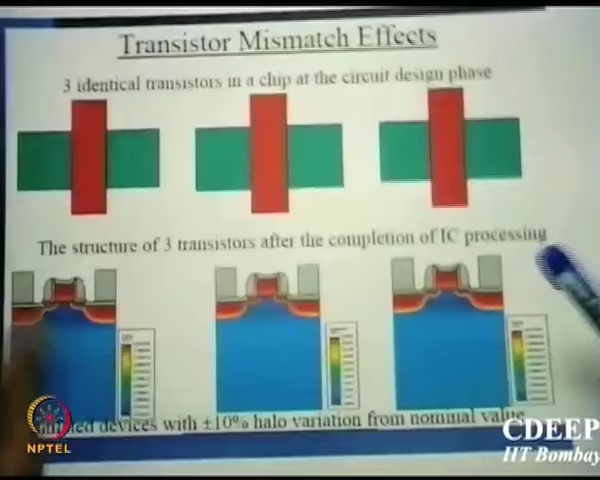 Transistor Mismatch Effects
3 identical transistors in a chip at the circuit design phase
The structure of 3 transistors after the completion of IC processing
devices with ±10% halo variation from nominal value
CDEEP
IIT Bombay
NPTEL